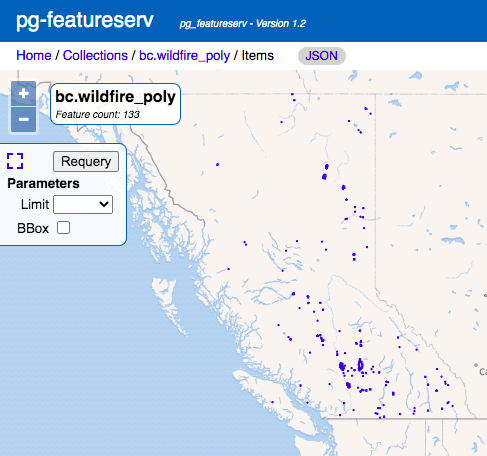 pg-featureserv pg_featureserv - Version 1.2
Home / Collections / bc.wildfire_poly / Items JSON
+
−
bc.wildfire_poly
Feature count: 133
Requery
Parameters
Limit
BBox